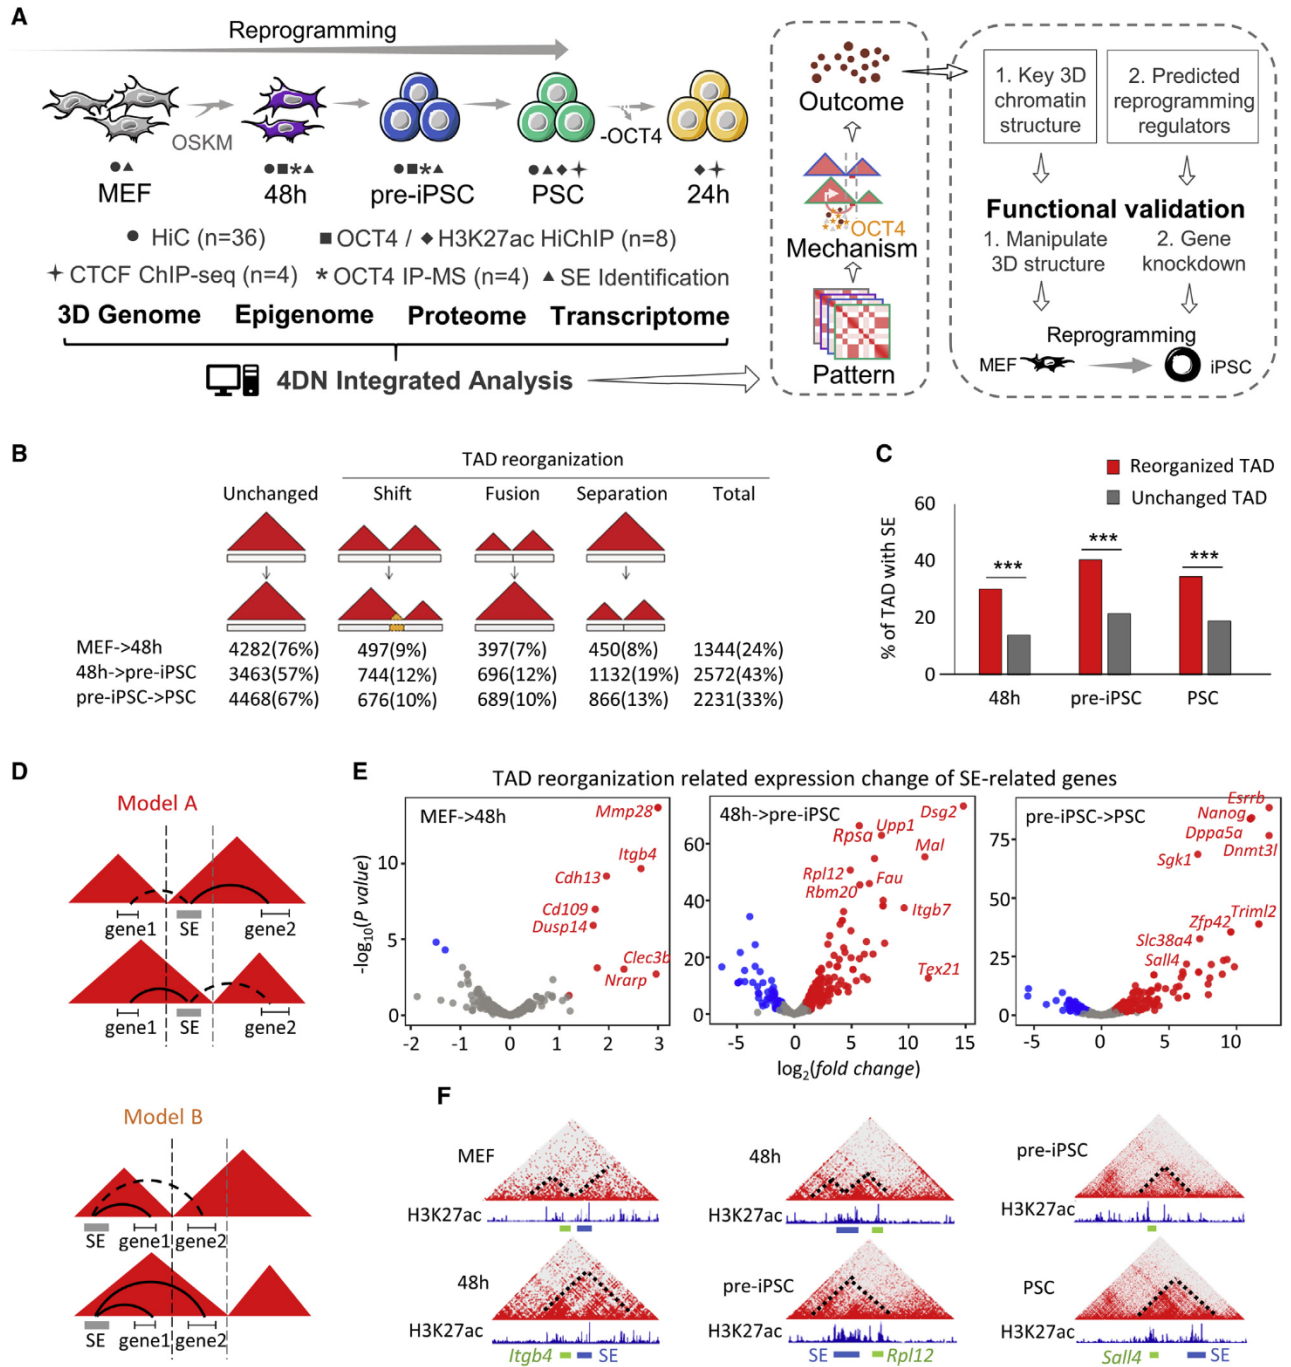 A
Reprogramming
OSKM
-OCT4
MEF
48h
pre-iPSC
PSC
24h
● HiC (n=36) ■ OCT4 / ◆ H3K27ac HiChIP (n=8)
CTCF ChIP-seq (n=4) * OCT4 IP-MS (n=4) ▲ SE Identification
3D Genome Epigenome Proteome Transcriptome
4DN Integrated Analysis
Outcome
OCT4
Mechanism
Pattern
1. Key 3D
chromatin
structure
2. Predicted
reprogramming
regulators
Functional validation
1. Manipulate
3D structure
2. Gene
knockdown
Reprogramming
MEF
iPSC
B
TAD reorganization
Unchanged Shift Fusion Separation Total
MEF->48h 4282(76%) 497(9%) 397(7%) 450(8%) 1344(24%)
48h->pre-iPSC 3463(57%) 744(12%) 696(12%) 1132(19%) 2572(43%)
pre-iPSC->PSC 4468(67%) 676(10%) 689(10%) 866(13%) 2231(33%)
C
Reorganized TAD
Unchanged TAD
% of TAD with SE
60
40
20
0
*** *** ***
48h pre-iPSC PSC
D
Model A
gene1 SE gene2
gene1 SE gene2
Model B
SE gene1 gene2
SE gene1 gene2
E
TAD reorganization related expression change of SE-related genes
-log10(P value)
MEF->48h
Mmp28
Itgb4
Cdh13
Cd109
Dusp14
Clec3b
Nrarp
10
5
0
-2 -1 0 1 2 3
48h->pre-iPSC
Dsg2
Rpsa
Upp1
Mal
Rpl12
Fau
Rbm20
Itgb7
Tex21
60
40
20
0
-5 0 5 10 15
pre-iPSC->PSC
Esrrb
Nanog
Dppa5a
Dnmt3l
Sgk1
Zfp42
Triml2
Slc38a4
Sall4
75
50
25
0
-5 0 5 10
log2(fold change)
F
MEF
H3K27ac
48h
H3K27ac
Itgb4 SE
48h
H3K27ac
pre-iPSC
H3K27ac
SE Rpl12
pre-iPSC
H3K27ac
PSC
H3K27ac
Sall4 SE